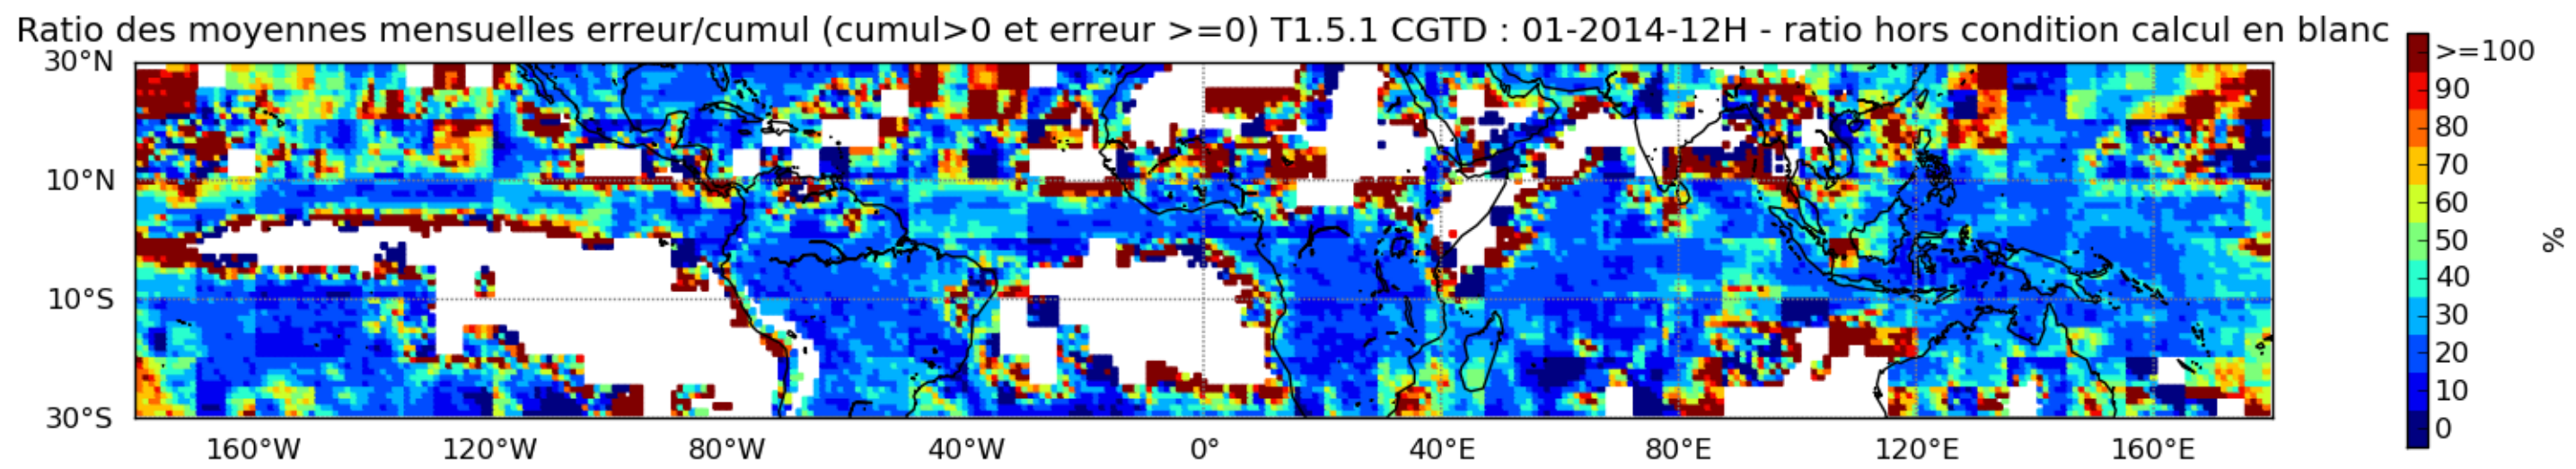 Ratio des moyennes mensuelles erreur/cumul (cumul>0 et erreur >=0) T1.5.1 CGTD : 01-2014-12H - ratio hors condition calcul en blanc
30°N
10°N
10°S
30°S
160°W 120°W 80°W 40°W 0° 40°E 80°E 120°E 160°E
>=100
90
80
70
60
50
40
30
20
10
0
%